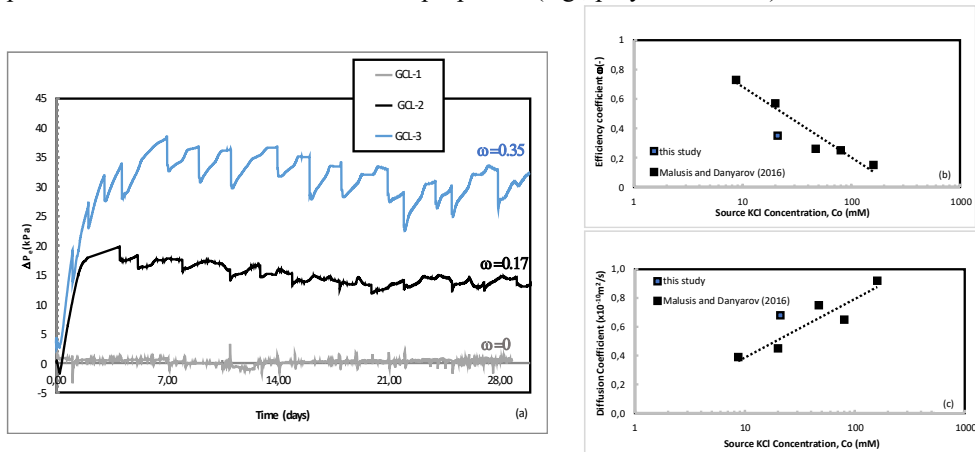 GCL-1
GCL-2
GCL-3
45
40
35
30
25
20
15
10
5
0
-5
ΔPe(kPa)
ω=0.35
ω=0.17
ω=0
0,00
7,00
14,00
21,00
28,00
Time (days)
(a)
1
0,8
0,6
0,4
0,2
0
Efficiency coefficient ω(-)
this study
Malusis and Danyarov (2016)
(b)
1
10
100
1000
Source KCl Concentration, Co (mM)
1,0
0,8
0,6
0,4
0,2
0,0
Diffusion Coefficient (x10⁻¹⁰m²/s)
this study
Malusis and Danyarov (2016)
(c)
1
10
100
1000
Source KCl Concentration, Co (mM)